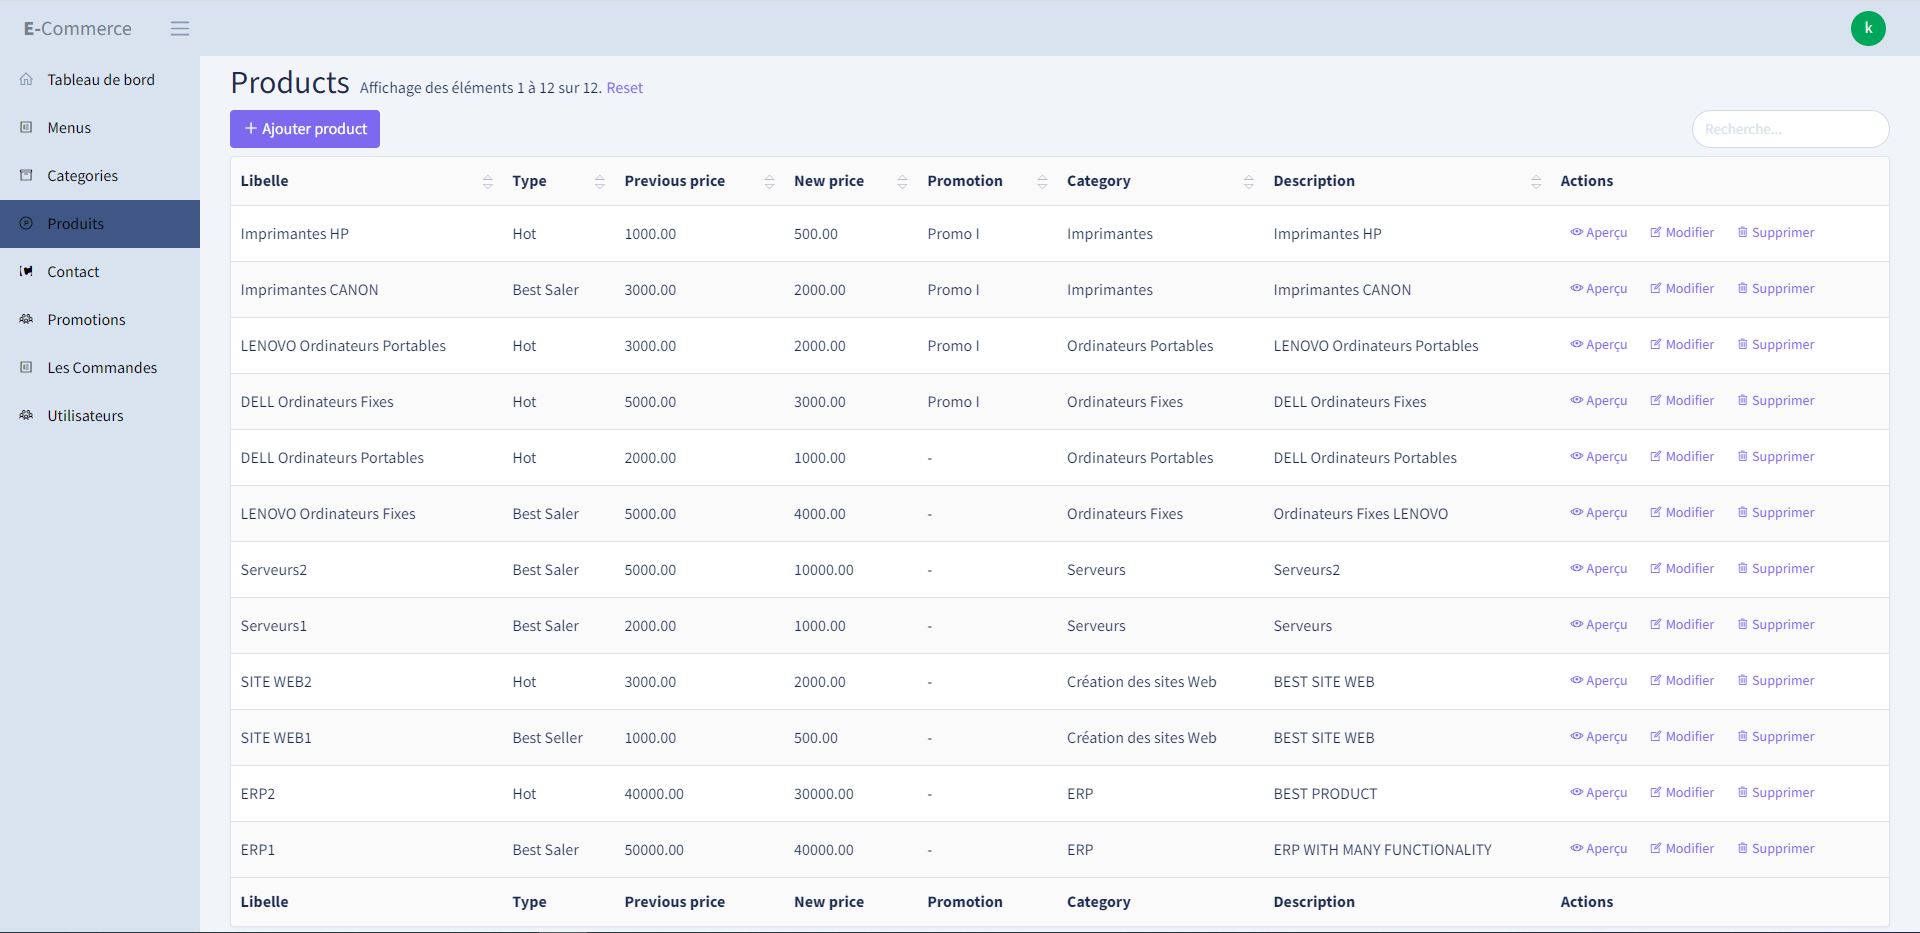 E-Commerce
k
Tableau de bord
Menus
Categories
Produits
Contact
Promotions
Les Commandes
Utilisateurs
Products Affichage des éléments 1 à 12 sur 12. Reset
+ Ajouter product
Recherche...
Libelle Type Previous price New price Promotion Category Description Actions
Imprimantes HP Hot 1000.00 500.00 Promo I Imprimantes Imprimantes HP Aperçu Modifier Supprimer
Imprimantes CANON Best Saler 3000.00 2000.00 Promo I Imprimantes Imprimantes CANON Aperçu Modifier Supprimer
LENOVO Ordinateurs Portables Hot 3000.00 2000.00 Promo I Ordinateurs Portables LENOVO Ordinateurs Portables Aperçu Modifier Supprimer
DELL Ordinateurs Fixes Hot 5000.00 3000.00 Promo I Ordinateurs Fixes DELL Ordinateurs Fixes Aperçu Modifier Supprimer
DELL Ordinateurs Portables Hot 2000.00 1000.00 - Ordinateurs Portables DELL Ordinateurs Portables Aperçu Modifier Supprimer
LENOVO Ordinateurs Fixes Best Saler 5000.00 4000.00 - Ordinateurs Fixes Ordinateurs Fixes LENOVO Aperçu Modifier Supprimer
Serveurs2 Best Saler 5000.00 10000.00 - Serveurs Serveurs2 Aperçu Modifier Supprimer
Serveurs1 Best Saler 2000.00 1000.00 - Serveurs Serveurs Aperçu Modifier Supprimer
SITE WEB2 Hot 3000.00 2000.00 - Création des sites Web BEST SITE WEB Aperçu Modifier Supprimer
SITE WEB1 Best Seller 1000.00 500.00 - Création des sites Web BEST SITE WEB Aperçu Modifier Supprimer
ERP2 Hot 40000.00 30000.00 - ERP BEST PRODUCT Aperçu Modifier Supprimer
ERP1 Best Saler 50000.00 40000.00 - ERP ERP WITH MANY FUNCTIONALITY Aperçu Modifier Supprimer
Libelle Type Previous price New price Promotion Category Description Actions